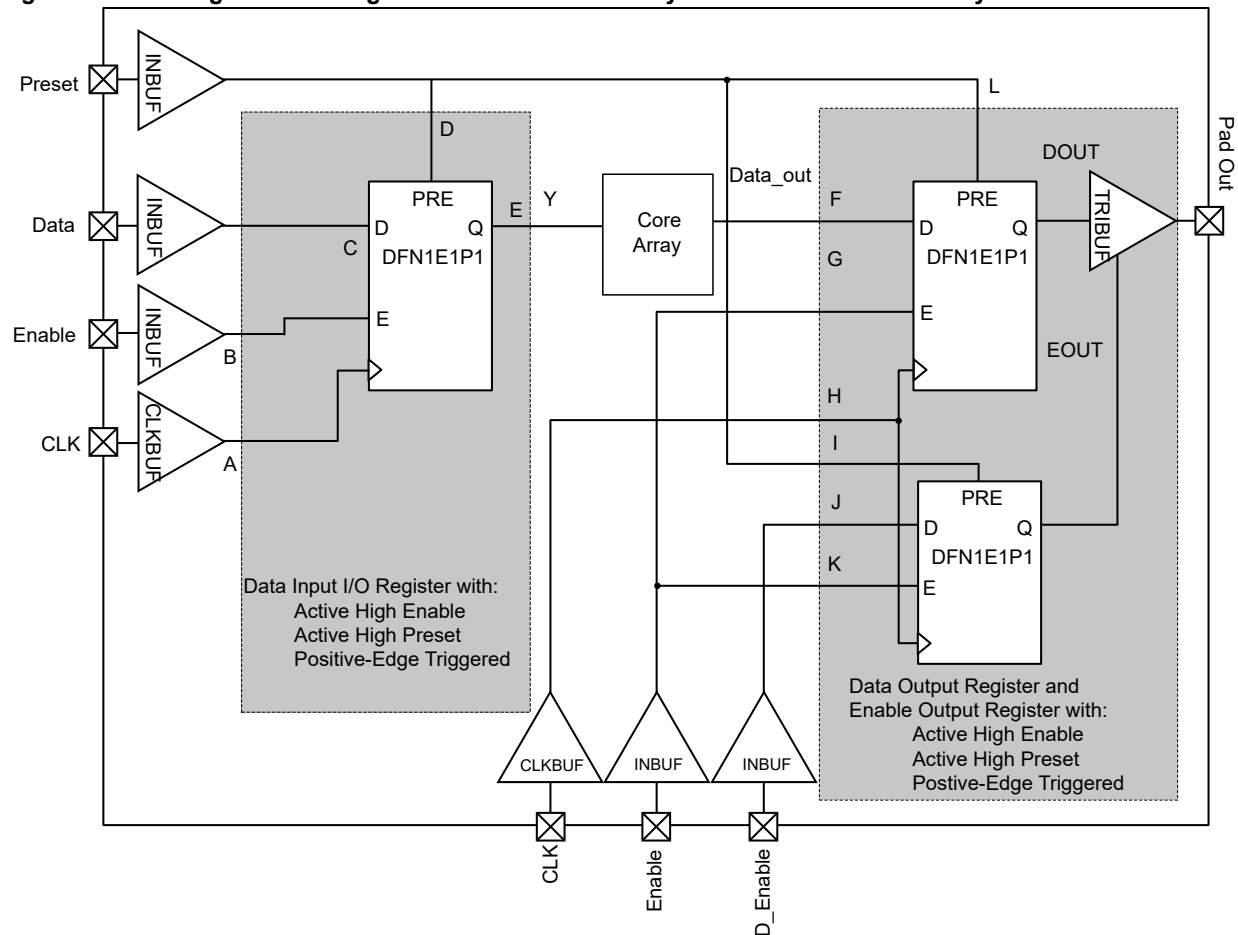 Preset
INBUF
L
D
Pad Out
DOUT
Data_out
PRE
PRE
TRIBUF
Data
INBUF
E
Y
Core
Array
F
D
Q
D
Q
C
DFN1E1P1
G
DFN1E1P1
Enable
INBUF
B
E
E
EOUT
CLK
CLKBUF
A
H
I
PRE
J
D
Q
DFN1E1P1
K
E
Data Input I/O Register with:
Active High Enable
Active High Preset
Positive-Edge Triggered
Data Output Register and
Enable Output Register with:
Active High Enable
Active High Preset
Postive-Edge Triggered
CLKBUF
INBUF
INBUF
CLK
Enable
D_Enable